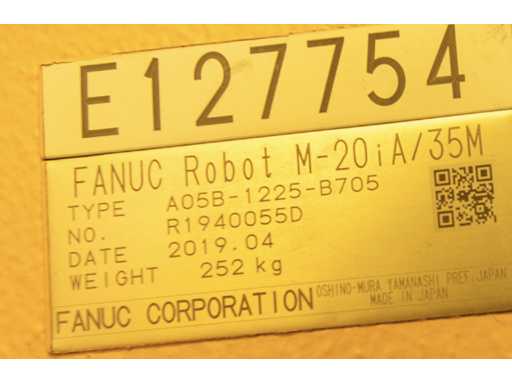 E127754
FANUC Robot M-20iA/35M
TYPE A05B-1225-B705
NO. R1940055D
DATE 2019.04
WEIGHT 252 kg
FANUC CORPORATION OSHINO-MURA, YAMANASHI PREF., JAPAN
MADE IN JAPAN